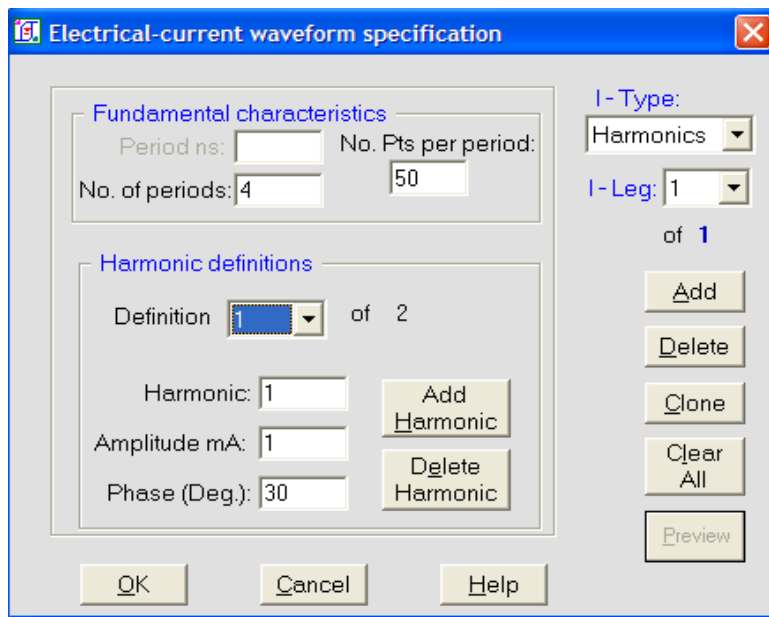 Electrical-current waveform specification
Fundamental characteristics
Period ns:
No. Pts per period:
50
No. of periods: 4
Harmonic definitions
Definition 1 of 2
Harmonic: 1
Amplitude mA: 1
Phase (Deg.): 30
Add
Harmonic
Delete
Harmonic
I - Type:
Harmonics
I - Leg: 1
of 1
Add
Delete
Clone
Clear
All
Preview
OK
Cancel
Help